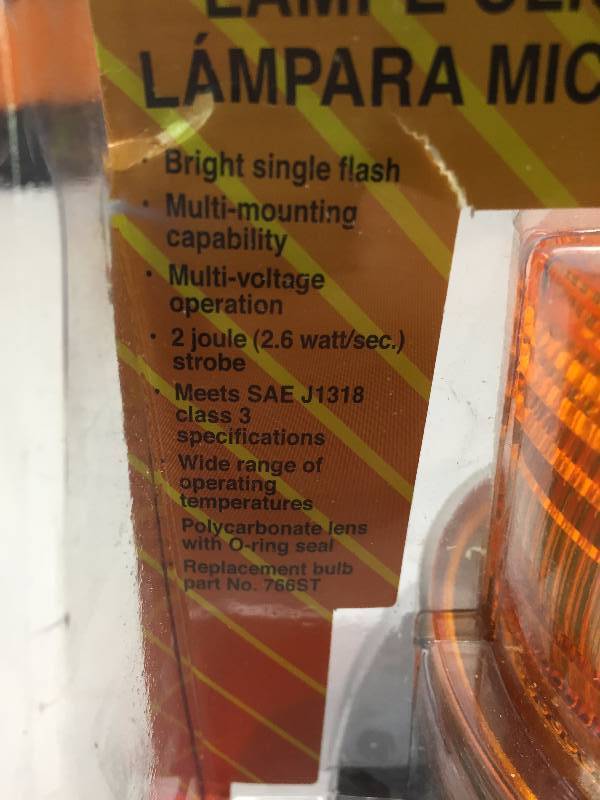 LÁMPARA MIC
• Bright single flash
• Multi-mounting
capability
• Multi-voltage
operation
• 2 joule (2.6 watt/sec.)
strobe
• Meets SAE J1318
class 3
specifications
• Wide range of
operating
temperatures
Polycarbonate lens
with O-ring seal
• Replacement bulb
part No. 766ST